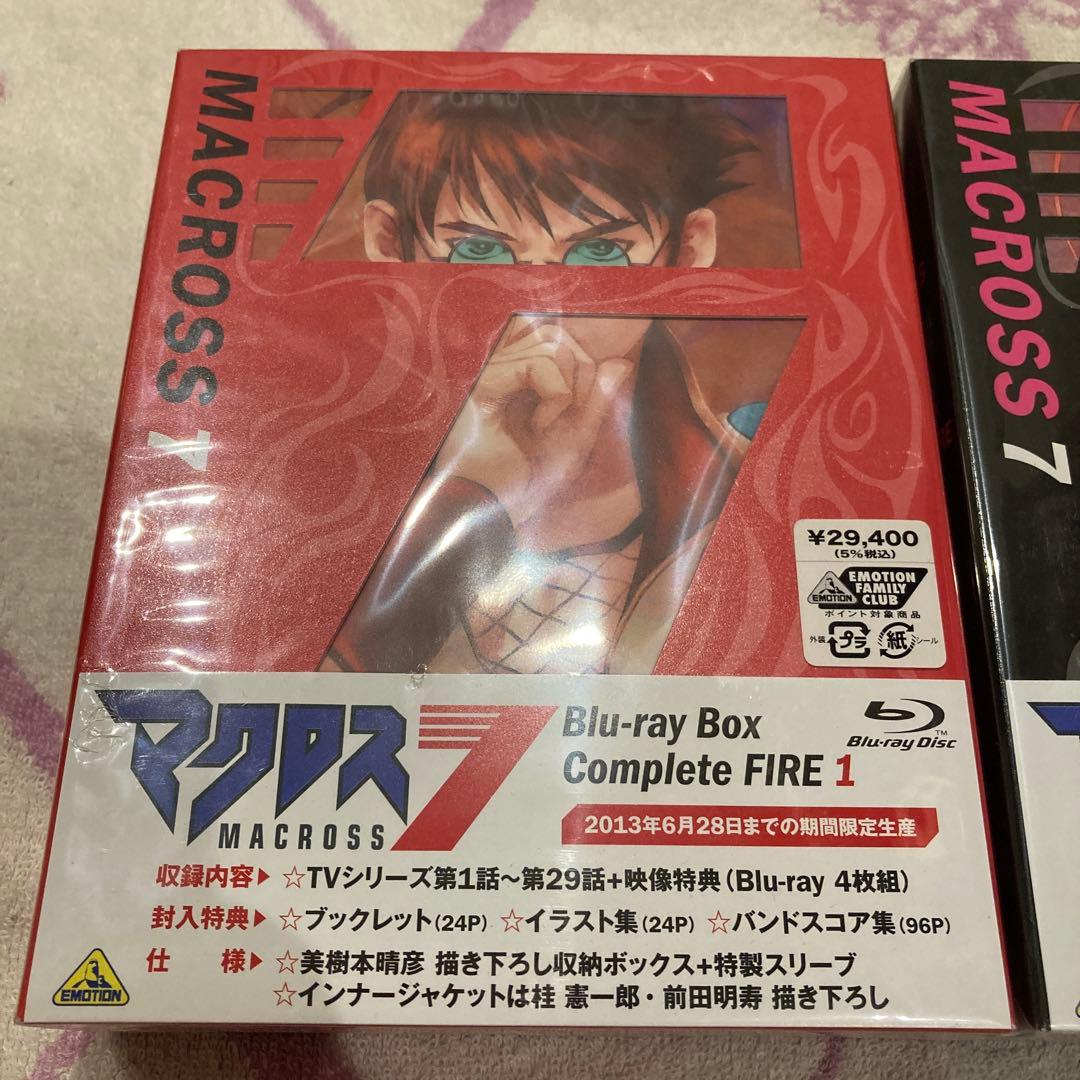 MACROSS 7
¥29,400
(5%税込)
EMOTION
EMOTION
FAMILY
CLUB
ポイント対象商品
外装
プラ
紙
シール
マクロス7
MACROSS
Blu-ray Box
Complete FIRE 1
Blu-ray Disc™
2013年6月28日までの期間限定生産
収録内容▶ ☆TVシリーズ第1話~第29話+映像特典(Blu-ray 4枚組)
封入特典▶ ☆ブックレット(24P) ☆イラスト集(24P) ☆バンドスコア集(96P)
仕 様▶ ☆美樹本晴彦 描き下ろし収納ボックス+特製スリーブ
☆インナージャケットは桂 憲一郎・前田明寿 描き下ろし
EMOTION
MACROSS 7